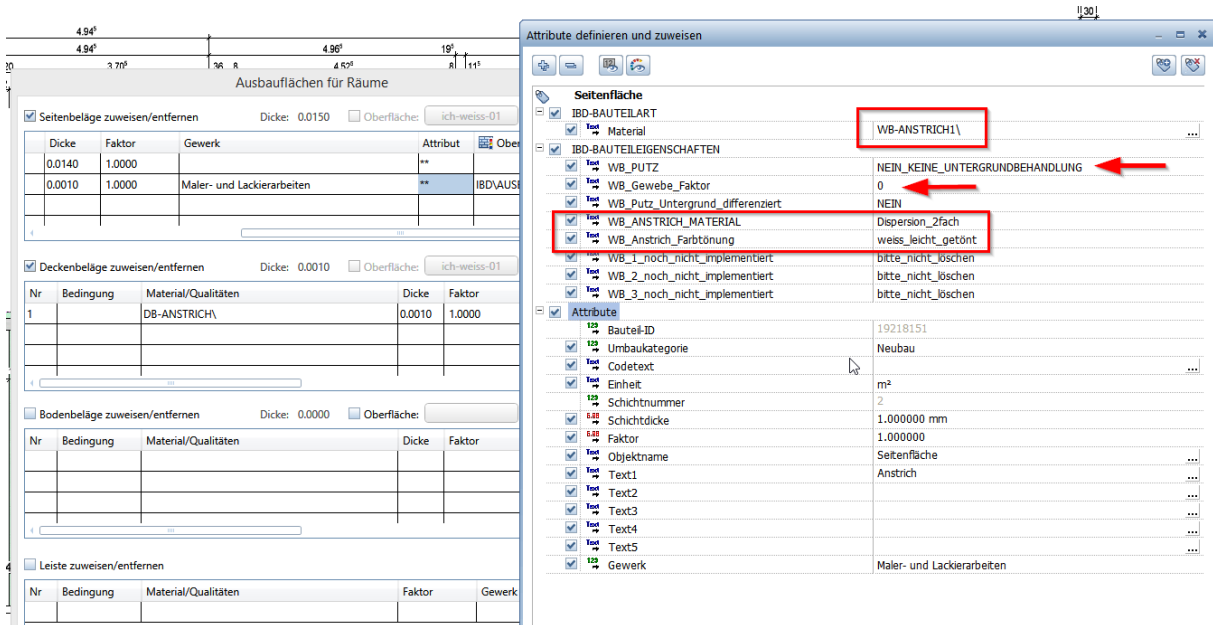 30
4.94⁵
4.94⁵ 4.96⁵ 19⁵
3.70⁵ 36 8 4.52⁶ 8 11⁵
Ausbauflächen für Räume
Seitenbeläge zuweisen/entfernen Dicke: 0.0150 Oberfläche: ich-weiss-01
Dicke Faktor Gewerk Attribut Ober
0.0140 1.0000 **
0.0010 1.0000 Maler- und Lackierarbeiten ** IBD\AUSB
Deckenbeläge zuweisen/entfernen Dicke: 0.0010 Oberfläche: ich-weiss-01
Nr Bedingung Material/Qualitäten Dicke Faktor
1 DB-ANSTRICH\ 0.0010 1.0000
Bodenbeläge zuweisen/entfernen Dicke: 0.0000 Oberfläche:
Nr Bedingung Material/Qualitäten Dicke Faktor
Leiste zuweisen/entfernen
Nr Bedingung Material/Qualitäten Faktor Gewerk
Attribute definieren und zuweisen
Seitenfläche
IBD-BAUTEILART
Material WB-ANSTRICH1\ ...
IBD-BAUTEILEIGENSCHAFTEN
WB_PUTZ NEIN_KEINE_UNTERGRUNDBEHANDLUNG
WB_Gewebe_Faktor 0
WB_Putz_Untergrund_differenziert NEIN
WB_ANSTRICH_MATERIAL Dispersion_2fach
WB_Anstrich_Farbtönung weiss_leicht_getönt
WB_1_noch_nicht_implementiert bitte_nicht_löschen
WB_2_noch_nicht_implementiert bitte_nicht_löschen
WB_3_noch_nicht_implementiert bitte_nicht_löschen
Attribute
Bauteil-ID 19218151
Umbaukategorie Neubau
Codetext ...
Einheit m²
Schichtnummer 2
Schichtdicke 1.000000 mm
Faktor 1.000000
Objektname Seitenfläche ...
Text1 Anstrich ...
Text2 ...
Text3 ...
Text4 ...
Text5 ...
Gewerk Maler- und Lackierarbeiten